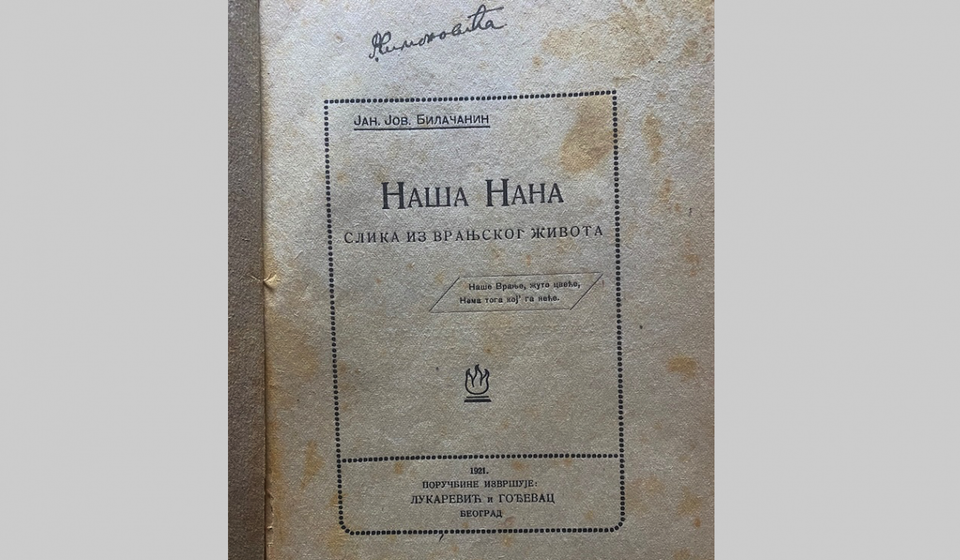 Јан. Јов. Билачанин
Наша Нана
СЛИКА ИЗ ВРАЊСКОГ ЖИВОТА
Наше Врање, жуто цвеће,
Нема тога кој' га неће.
1921.
ПОРУЧБИНЕ ИЗВРШУЈЕ:
ЛУКАРЕВИЋ и ГОЂЕВАЦ
БЕОГРАД